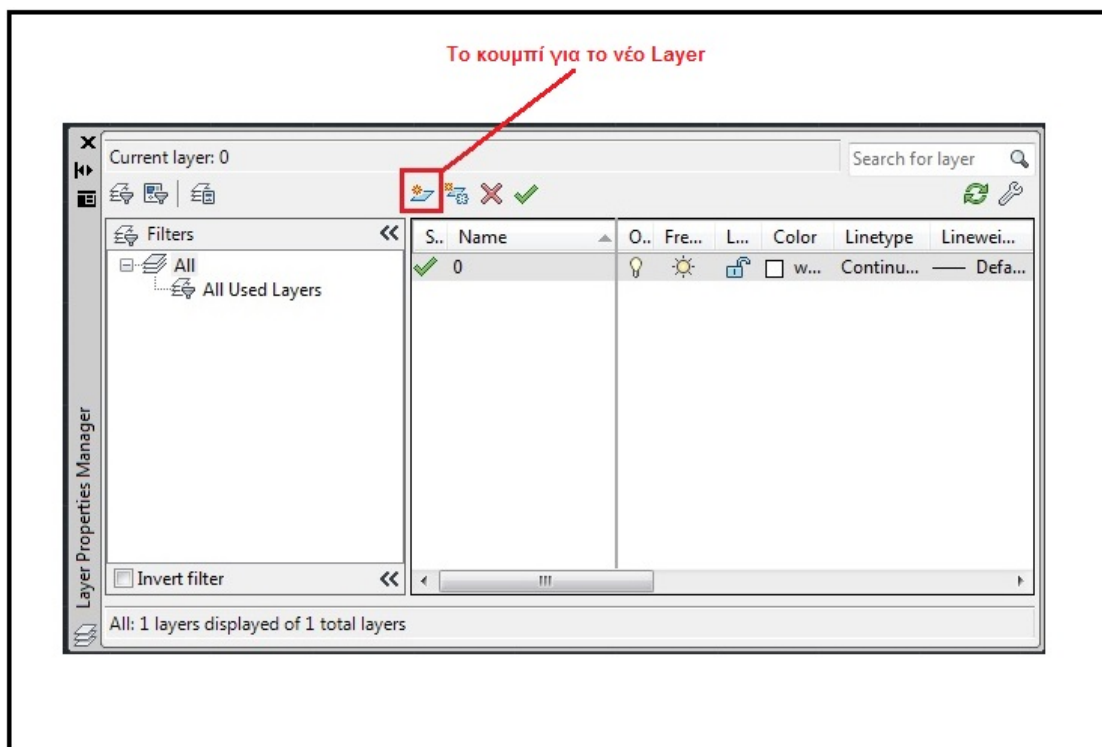 Το κουμπί για το νέο Layer
Current layer: 0
Search for layer
Filters
S.. Name O.. Fre... L... Color Linetype Linewei...
All
0 w... Continu... Defa...
All Used Layers
Invert filter
All: 1 layers displayed of 1 total layers
Layer Properties Manager